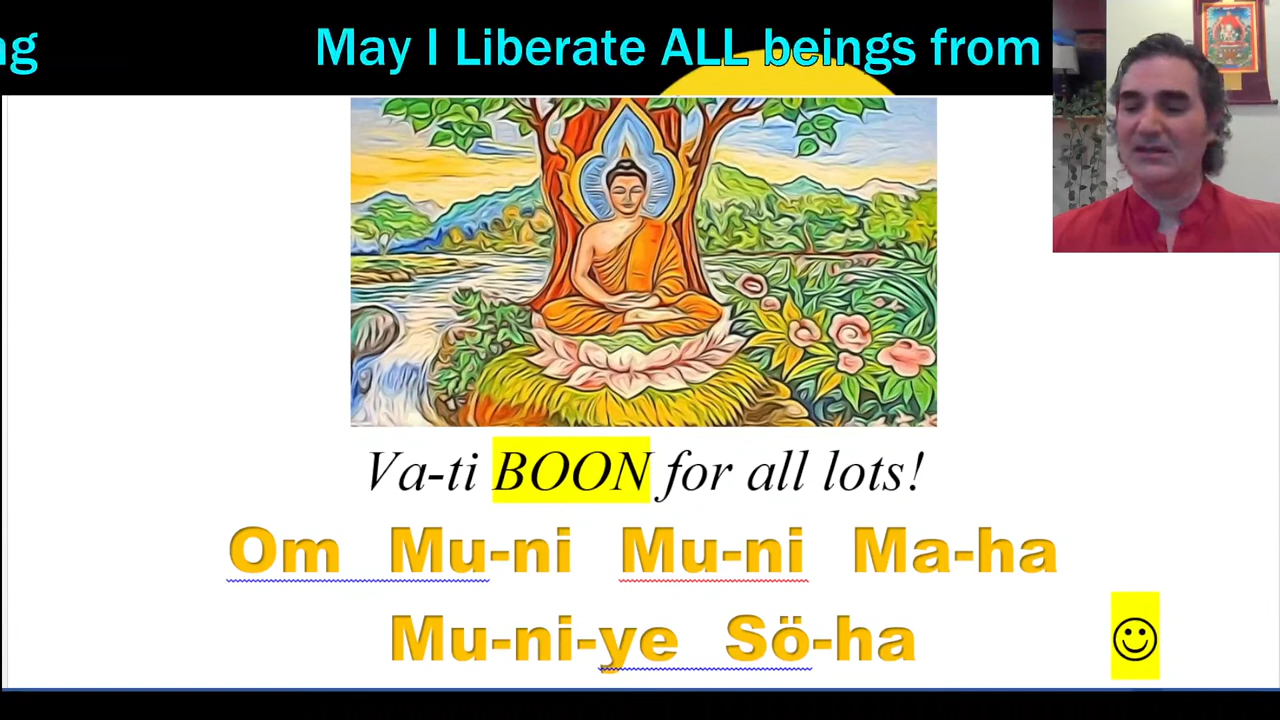 ng May I Liberate ALL beings from
Va-ti BOON for all lots!
Om Mu-ni Mu-ni Ma-ha
Mu-ni-ye Sö-ha